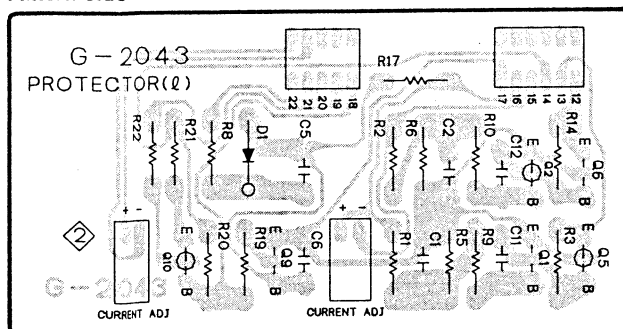 G-2043
PROTECTOR(ℓ)
R17
22 21 20 19 18
17 16 15 14 13 12
R22
R21
R8
D1
C5
R2
R6
C2
R10
C12
E
Q2
B
R14
E
Q6
B
+ -
2
E
Q10
B
R20
R19
E
Q9
B
C6
+ -
R1
C1
R5
R9
C11
E
Q1
B
R3
E
Q5
B
G-2043
CURRENT ADJ
CURRENT ADJ